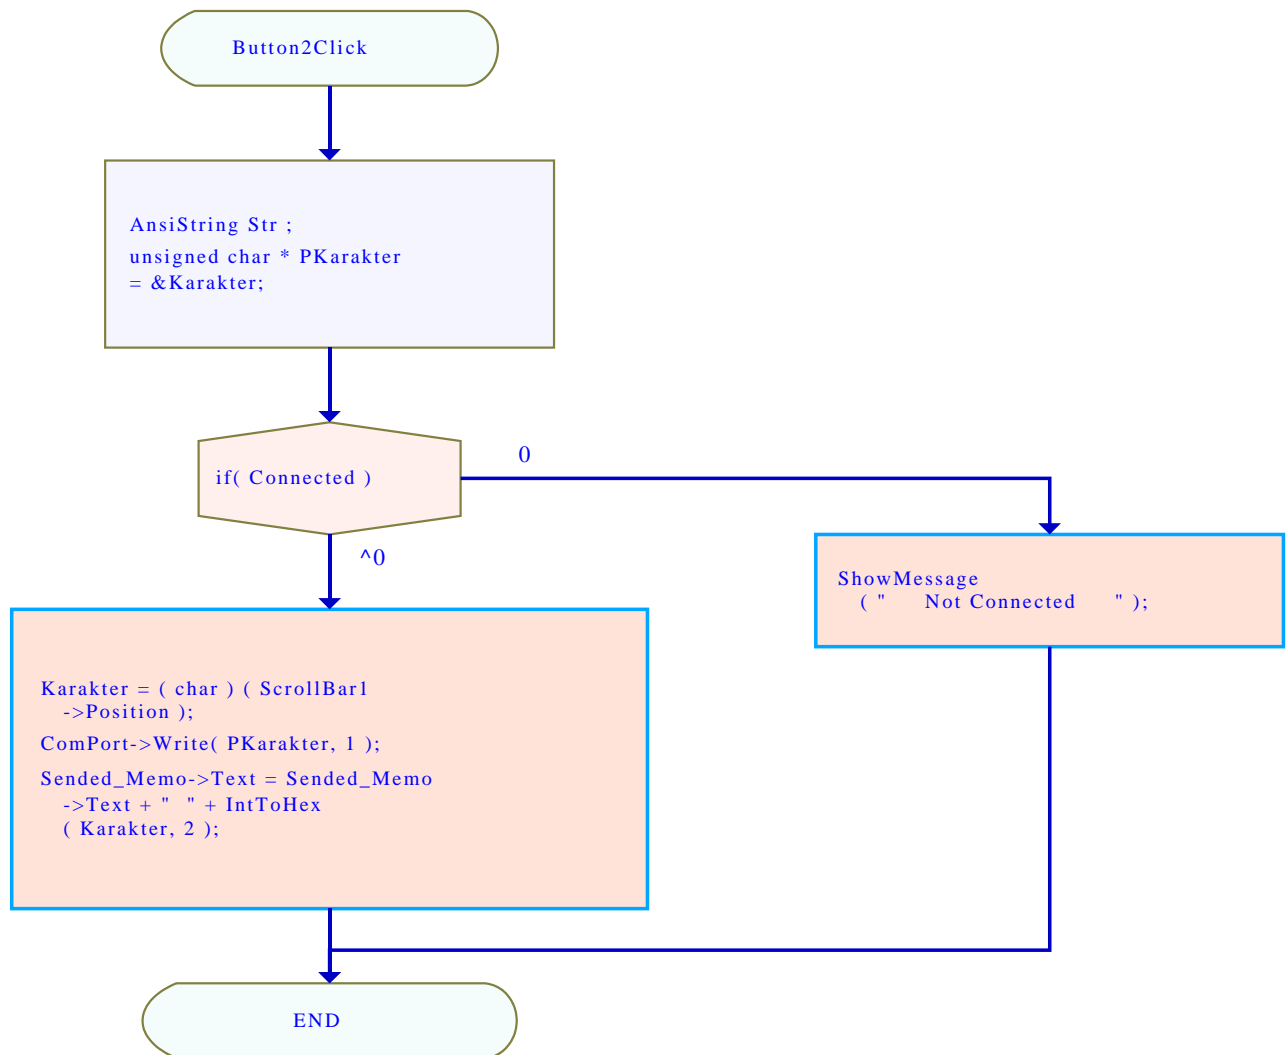 Button2Click
AnsiString Str ;
unsigned char * PKarakter
= &Karakter;
if( Connected )
0
^0
ShowMessage
( "    Not Connected    " );
Karakter = ( char ) ( ScrollBar1
->Position );
ComPort->Write( PKarakter, 1 );
Sended_Memo->Text = Sended_Memo
->Text + "  " + IntToHex
( Karakter, 2 );
END